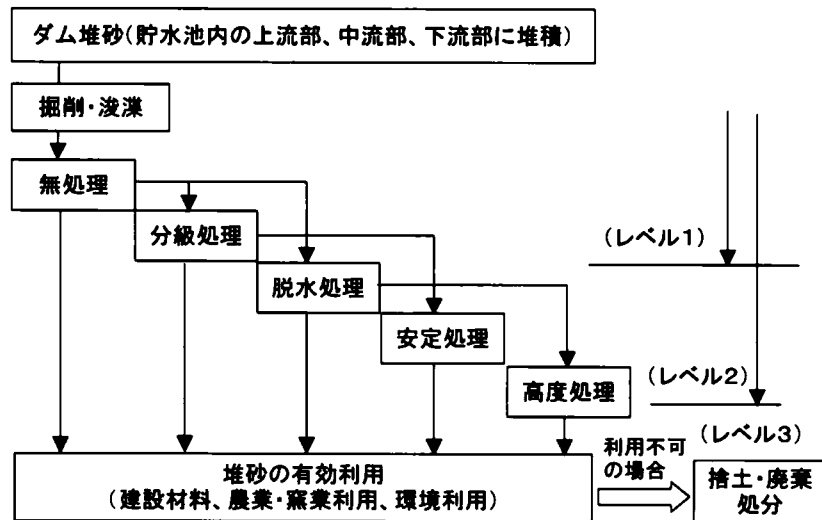 ダム堆砂(貯水池内の上流部、中流部、下流部に堆積)
掘削・浚渫
無処理
分級処理
(レベル1)
脱水処理
安定処理
高度処理
(レベル2)
(レベル3)
堆砂の有効利用
(建設材料、農業・窯業利用、環境利用)
利用不可
の場合
捨土・廃棄
処分